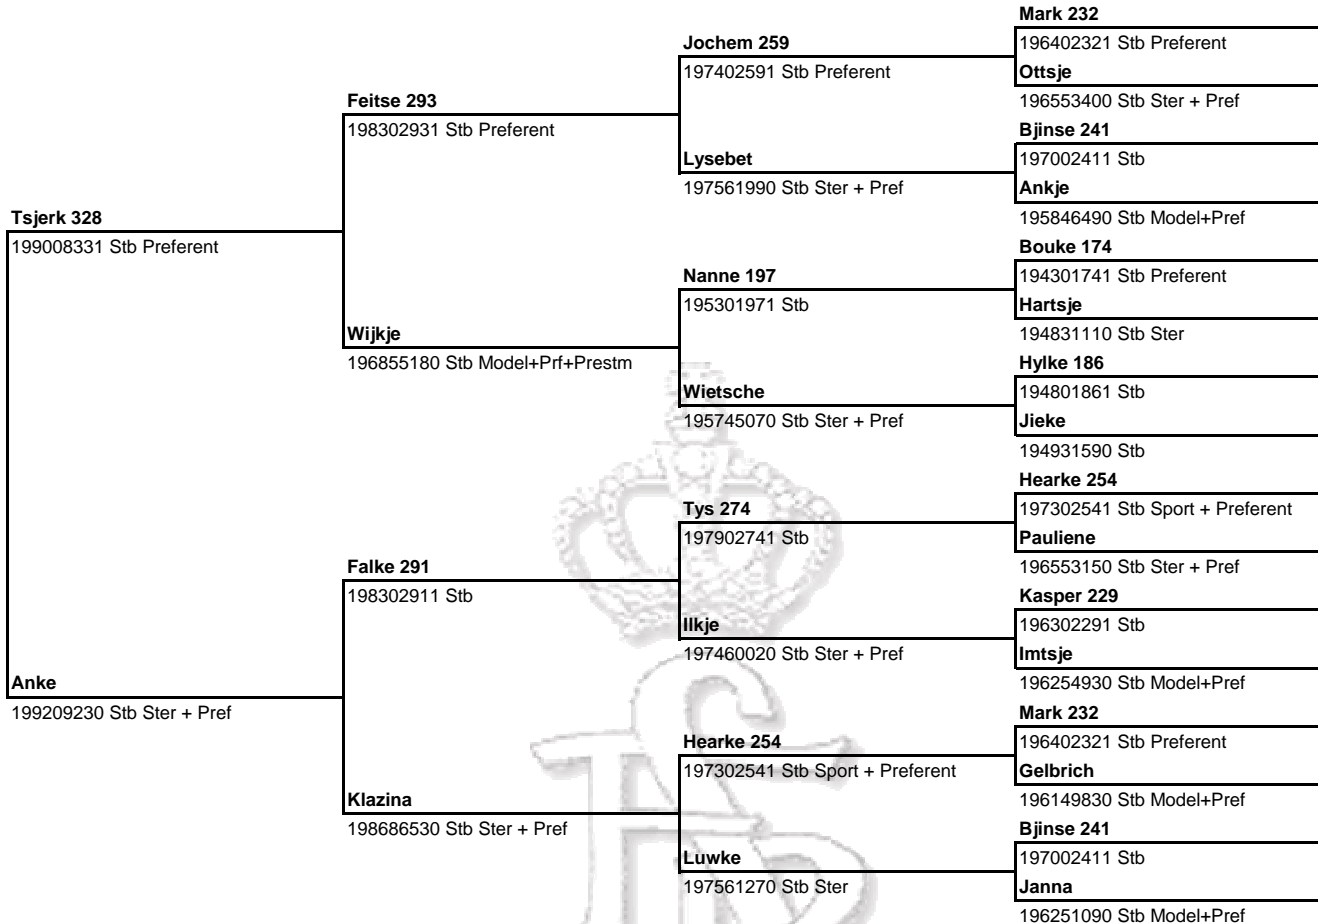 Mark 232
Jochem 259
196402321 Stb Preferent
197402591 Stb Preferent
Ottsje
Feitse 293
196553400 Stb Ster + Pref
198302931 Stb Preferent
Bjinse 241
Lysebet
197002411 Stb
197561990 Stb Ster + Pref
Ankje
Tsjerk 328
195846490 Stb Model+Pref
199008331 Stb Preferent
Bouke 174
Nanne 197
194301741 Stb Preferent
195301971 Stb
Hartsje
Wijkje
194831110 Stb Ster
196855180 Stb Model+Prf+Prestm
Hylke 186
Wietsche
194801861 Stb
195745070 Stb Ster + Pref
Jieke
194931590 Stb
Hearke 254
Tys 274
197302541 Stb Sport + Preferent
197902741 Stb
Pauliene
Falke 291
196553150 Stb Ster + Pref
198302911 Stb
Kasper 229
Ilkje
196302291 Stb
197460020 Stb Ster + Pref
Imtsje
Anke
196254930 Stb Model+Pref
199209230 Stb Ster + Pref
Mark 232
Hearke 254
196402321 Stb Preferent
197302541 Stb Sport + Preferent
Gelbrich
Klazina
196149830 Stb Model+Pref
198686530 Stb Ster + Pref
Bjinse 241
Luwke
197002411 Stb
197561270 Stb Ster
Janna
196251090 Stb Model+Pref